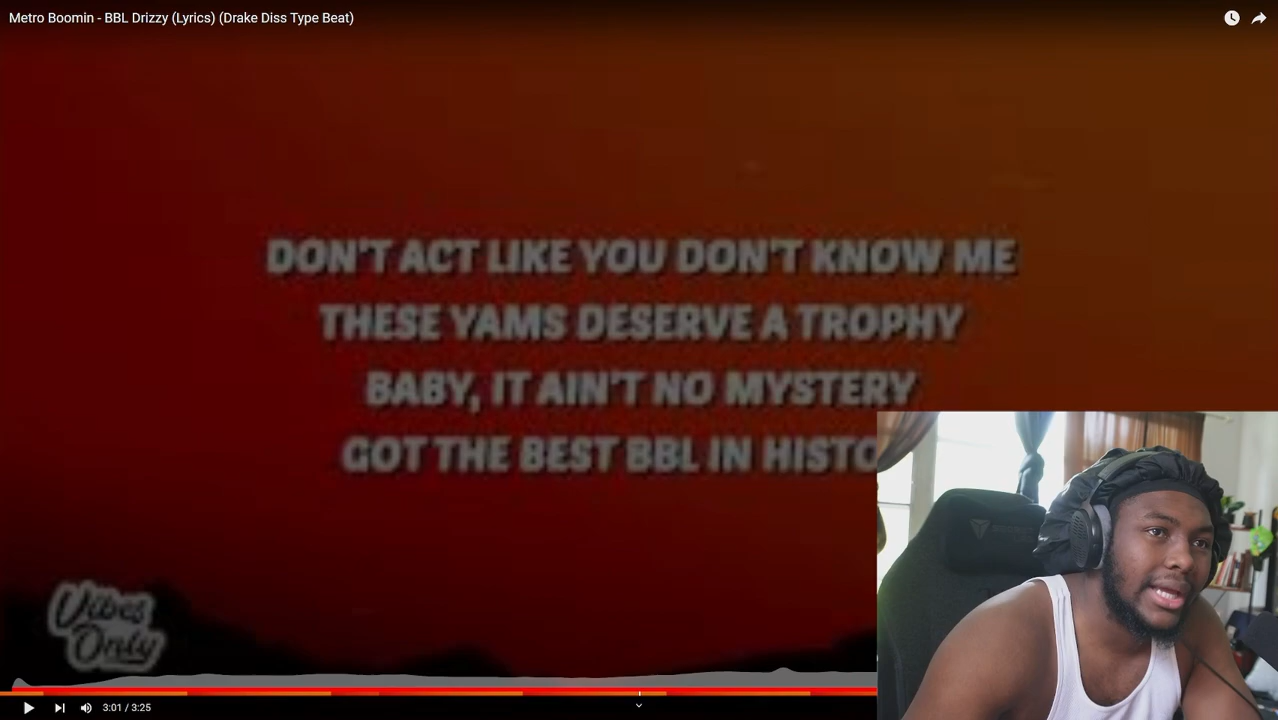 Metro Boomin - BBL Drizzy (Lyrics) (Drake Diss Type Beat)
DON'T ACT LIKE YOU DON'T KNOW ME
THESE YAMS DESERVE A TROPHY
BABY, IT AIN'T NO MYSTERY
GOT THE BEST BBL IN HISTO
Vibes
Only
3:01 / 3:25